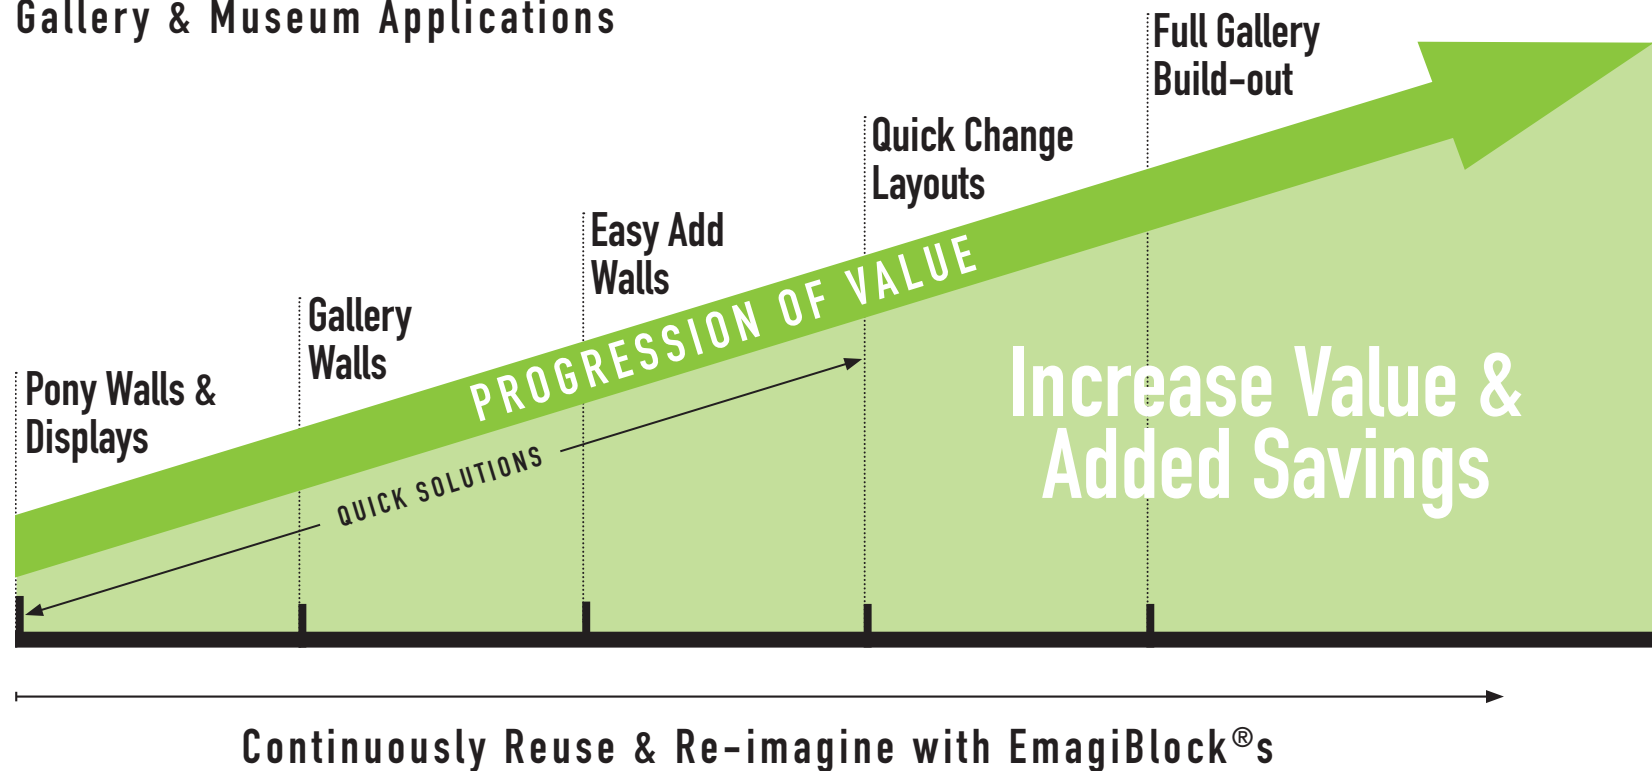 Gallery & Museum Applications
Full Gallery
Build-out
Quick Change
Layouts
Easy Add
Walls
Gallery
Walls
Pony Walls &
Displays
PROGRESSION OF VALUE
QUICK SOLUTIONS
Increase Value &
Added Savings
Continuously Reuse & Re-imagine with EmagiBlock®s